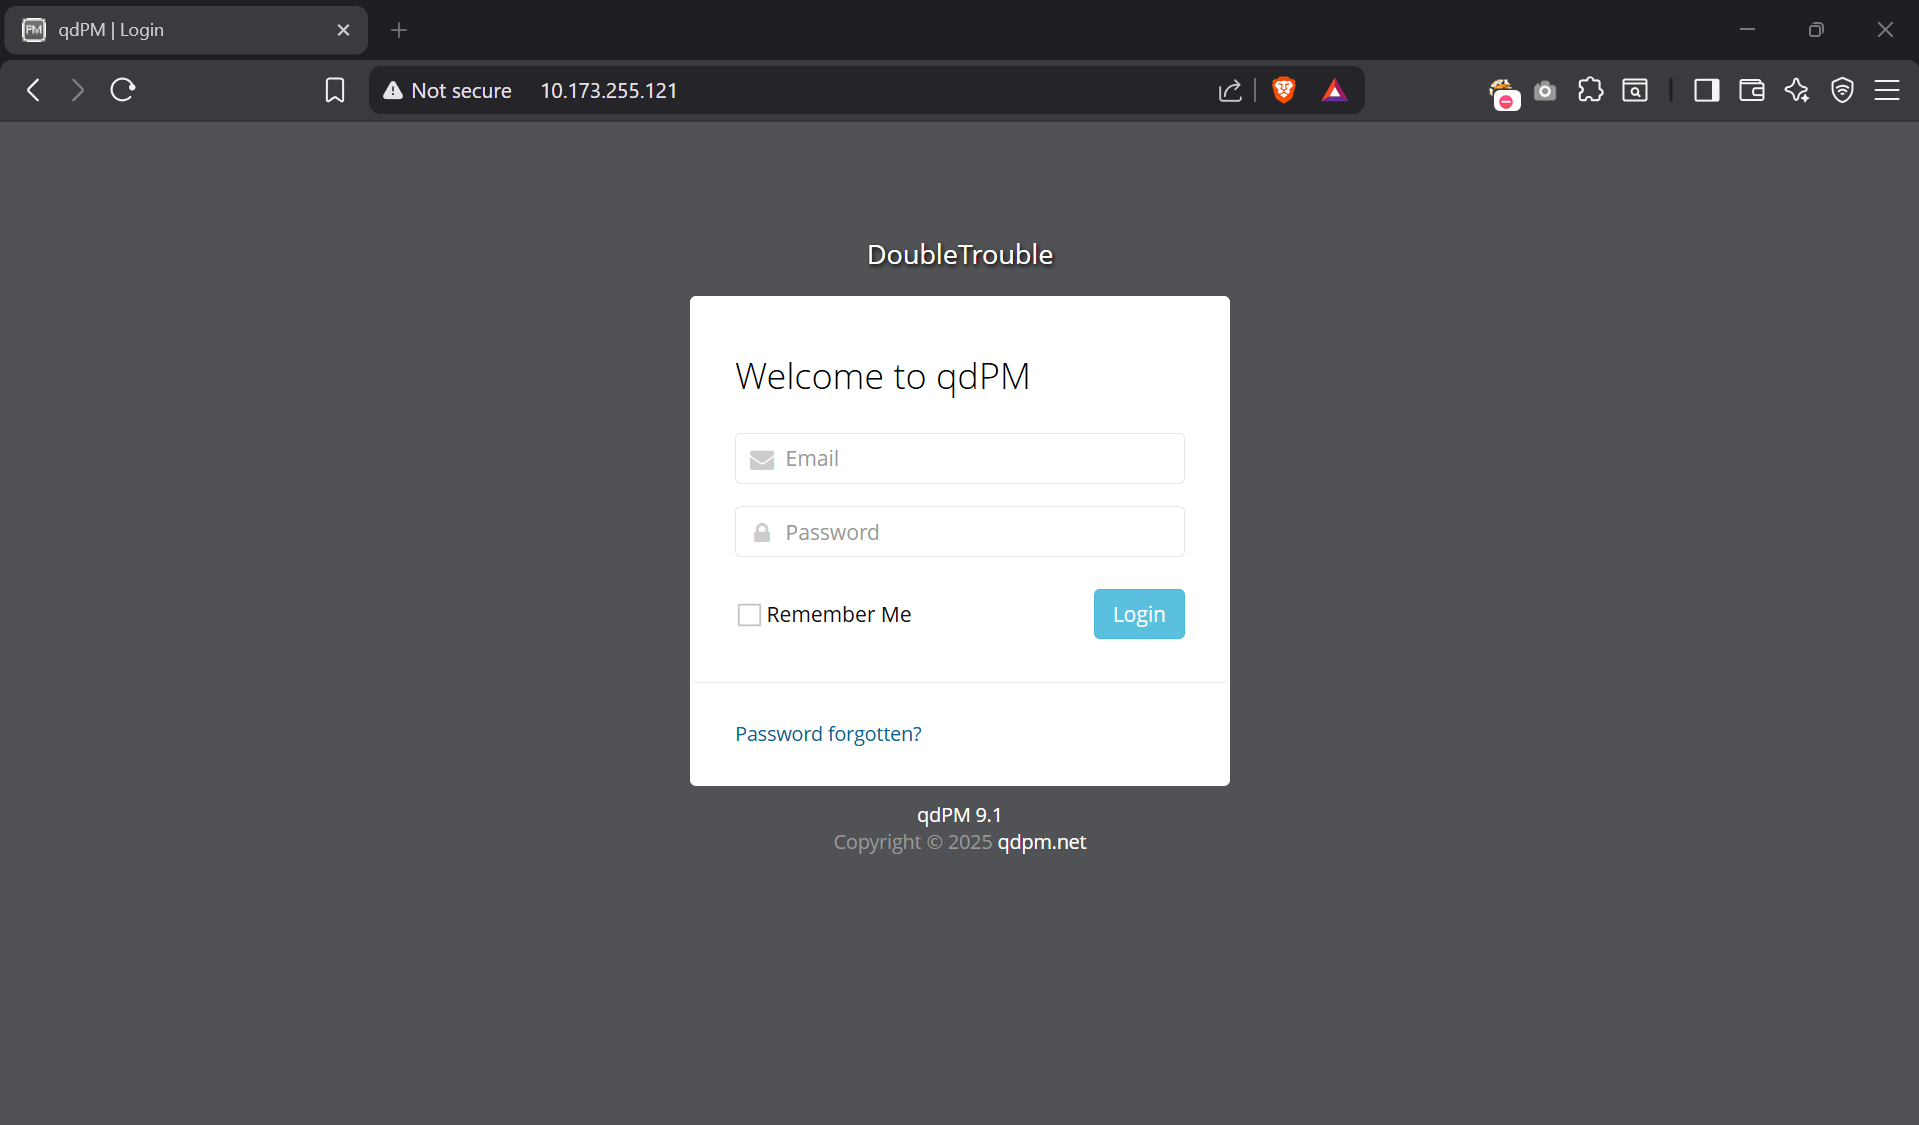 qdPM | Login
Not secure 10.173.255.121
DoubleTrouble
Welcome to qdPM
Email
Password
Remember Me
Login
Password forgotten?
qdPM 9.1
Copyright © 2025 qdpm.net